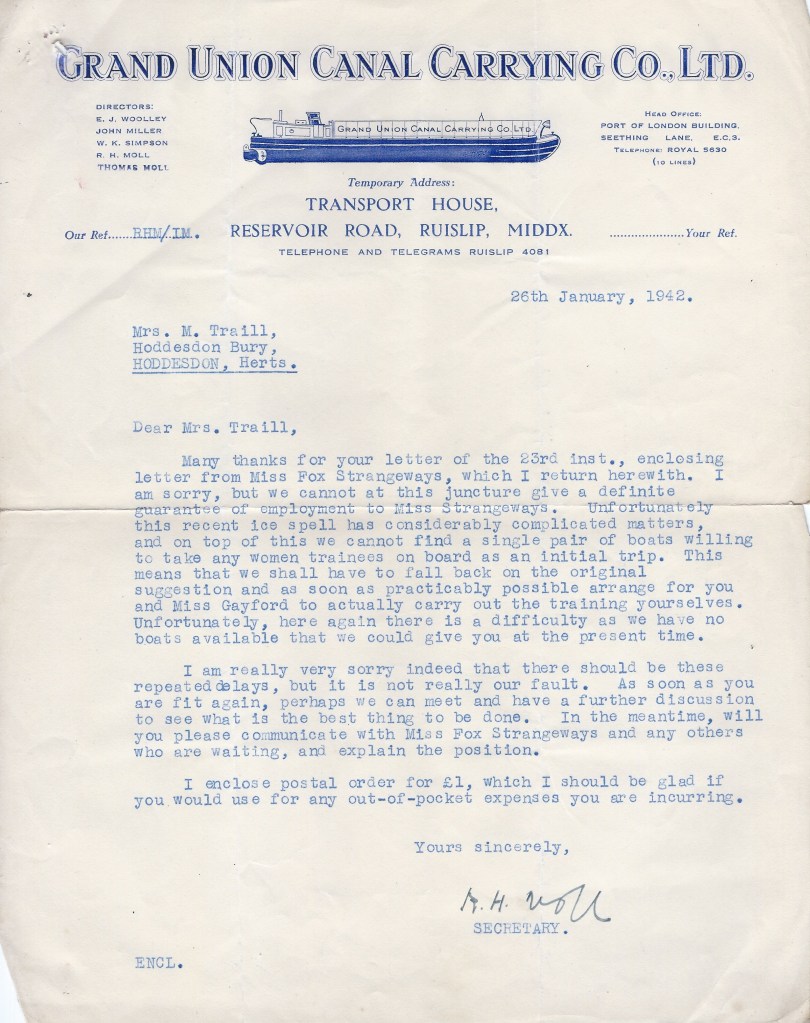 GRAND UNION CANAL CARRYING CO., LTD.
DIRECTORS:
E. J. WOOLLEY
JOHN MILLER
W. K. SIMPSON
R. H. MOLL
THOMAS MOLL
GRAND UNION CANAL CARRYING CO. LTD
HEAD OFFICE:
PORT OF LONDON BUILDING,
SEETHING LANE, E.C.3.
TELEPHONE: ROYAL 5630
(10 LINES)
Temporary Address:
TRANSPORT HOUSE,
Our Ref......RHM/IM. RESERVOIR ROAD, RUISLIP, MIDDX. .....................Your Ref.
TELEPHONE AND TELEGRAMS RUISLIP 4081
26th January, 1942.
Mrs. M. Traill,
Hoddesdon Bury,
HODDESDON, Herts.
Dear Mrs. Traill,
Many thanks for your letter of the 23rd inst., enclosing
letter from Miss Fox Strangeways, which I return herewith. I
am sorry, but we cannot at this juncture give a definite
guarantee of employment to Miss Strangeways. Unfortunately
this recent ice spell has considerably complicated matters,
and on top of this we cannot find a single pair of boats willing
to take any women trainees on board as an initial trip. This
means that we shall have to fall back on the original
suggestion and as soon as practicably possible arrange for you
and Miss Gayford to actually carry out the training yourselves.
Unfortunately, here again there is a difficulty as we have no
boats available that we could give you at the present time.
I am really very sorry indeed that there should be these
repeated delays, but it is not really our fault. As soon as you
are fit again, perhaps we can meet and have a further discussion
to see what is the best thing to be done. In the meantime, will
you please communicate with Miss Fox Strangeways and any others
who are waiting, and explain the position.
I enclose postal order for £1, which I should be glad if
you would use for any out-of-pocket expenses you are incurring.
Yours sincerely,
R. H. Moll
SECRETARY.
ENCL.